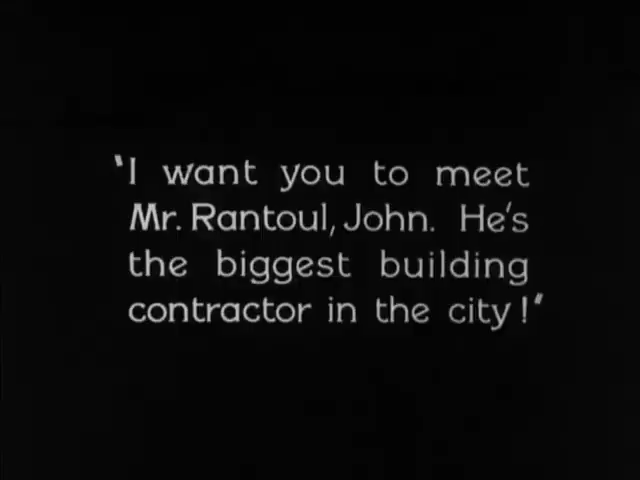 "I want you to meet
Mr. Rantoul, John. He's
the biggest building
contractor in the city!"